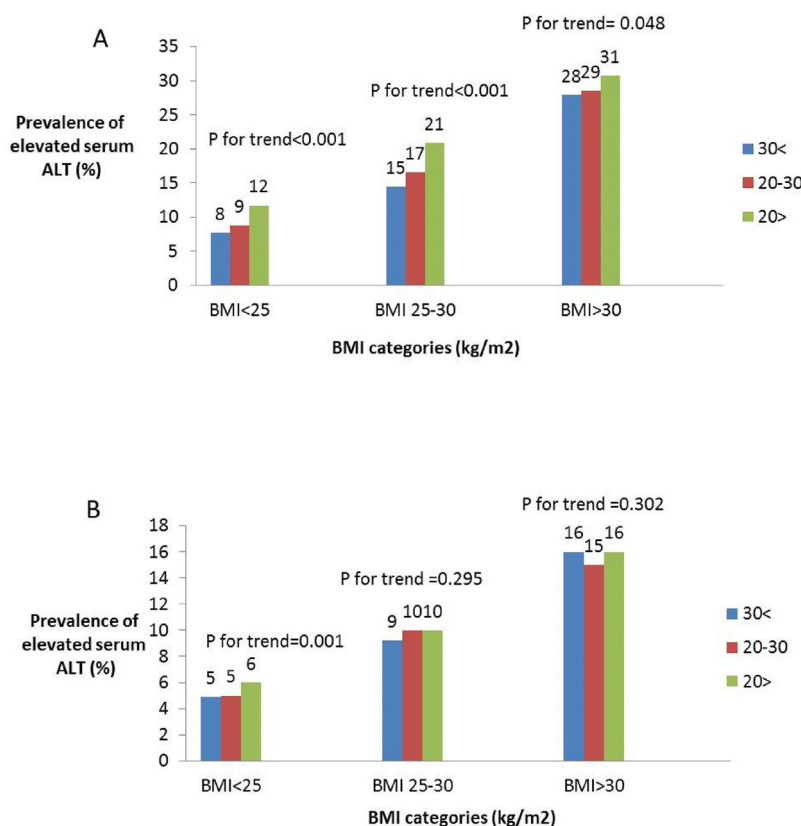 A
P for trend= 0.048
35
30
25
20
15
10
5
0
Prevalence of
elevated serum
ALT (%)
P for trend<0.001
P for trend<0.001
8
9
12
15
17
21
28
29
31
30<
20-30
20>
BMI<25
BMI 25-30
BMI>30
BMI categories (kg/m2)
B
P for trend =0.302
18
16
14
12
10
8
6
4
2
0
Prevalence of
elevated serum
ALT (%)
P for trend=0.001
P for trend =0.295
5
5
6
9
10
10
16
15
16
30<
20-30
20>
BMI<25
BMI 25-30
BMI>30
BMI categories (kg/m2)